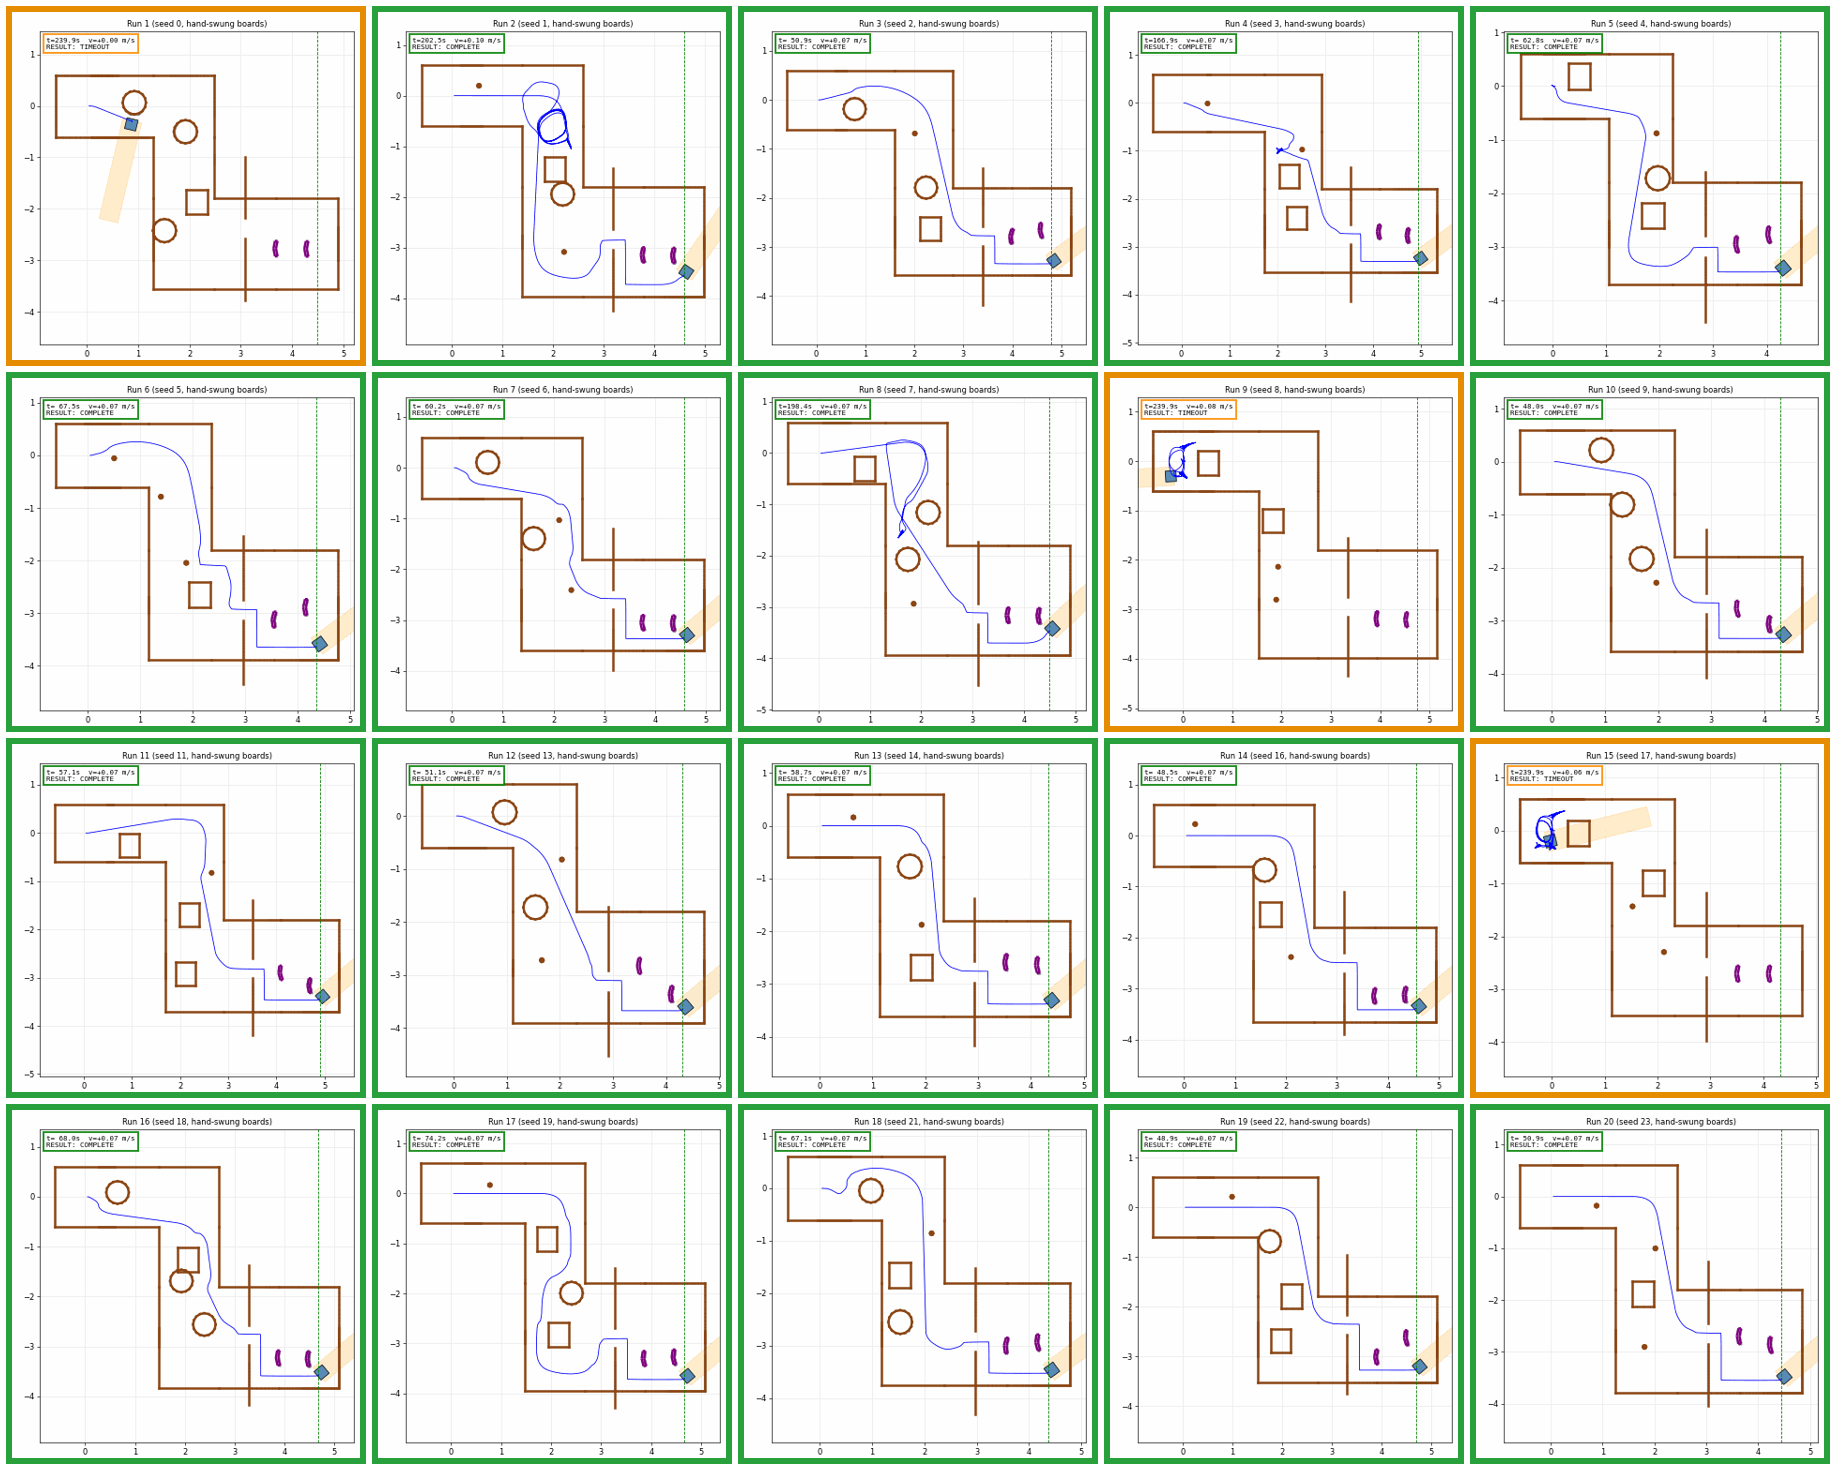 Run 1 (seed 0, hand-swung boards)
t=239.9s v=+0.00 m/s
RESULT: TIMEOUT
Run 2 (seed 1, hand-swung boards)
t=202.5s v=+0.10 m/s
RESULT: COMPLETE
Run 3 (seed 2, hand-swung boards)
t= 50.9s v=+0.07 m/s
RESULT: COMPLETE
Run 4 (seed 3, hand-swung boards)
t=166.9s v=+0.07 m/s
RESULT: COMPLETE
Run 5 (seed 4, hand-swung boards)
t= 62.8s v=+0.07 m/s
RESULT: COMPLETE
Run 6 (seed 5, hand-swung boards)
t= 67.5s v=+0.07 m/s
RESULT: COMPLETE
Run 7 (seed 6, hand-swung boards)
t= 60.2s v=+0.07 m/s
RESULT: COMPLETE
Run 8 (seed 7, hand-swung boards)
t=198.4s v=+0.07 m/s
RESULT: COMPLETE
Run 9 (seed 8, hand-swung boards)
t=239.9s v=+0.08 m/s
RESULT: TIMEOUT
Run 10 (seed 9, hand-swung boards)
t= 48.0s v=+0.07 m/s
RESULT: COMPLETE
Run 11 (seed 11, hand-swung boards)
t= 57.1s v=+0.07 m/s
RESULT: COMPLETE
Run 12 (seed 13, hand-swung boards)
t= 51.1s v=+0.07 m/s
RESULT: COMPLETE
Run 13 (seed 14, hand-swung boards)
t= 58.7s v=+0.07 m/s
RESULT: COMPLETE
Run 14 (seed 16, hand-swung boards)
t= 48.5s v=+0.07 m/s
RESULT: COMPLETE
Run 15 (seed 17, hand-swung boards)
t=239.9s v=+0.06 m/s
RESULT: TIMEOUT
Run 16 (seed 18, hand-swung boards)
t= 68.0s v=+0.07 m/s
RESULT: COMPLETE
Run 17 (seed 19, hand-swung boards)
t= 74.2s v=+0.07 m/s
RESULT: COMPLETE
Run 18 (seed 21, hand-swung boards)
t= 67.1s v=+0.07 m/s
RESULT: COMPLETE
Run 19 (seed 22, hand-swung boards)
t= 48.9s v=+0.07 m/s
RESULT: COMPLETE
Run 20 (seed 23, hand-swung boards)
t= 50.9s v=+0.07 m/s
RESULT: COMPLETE